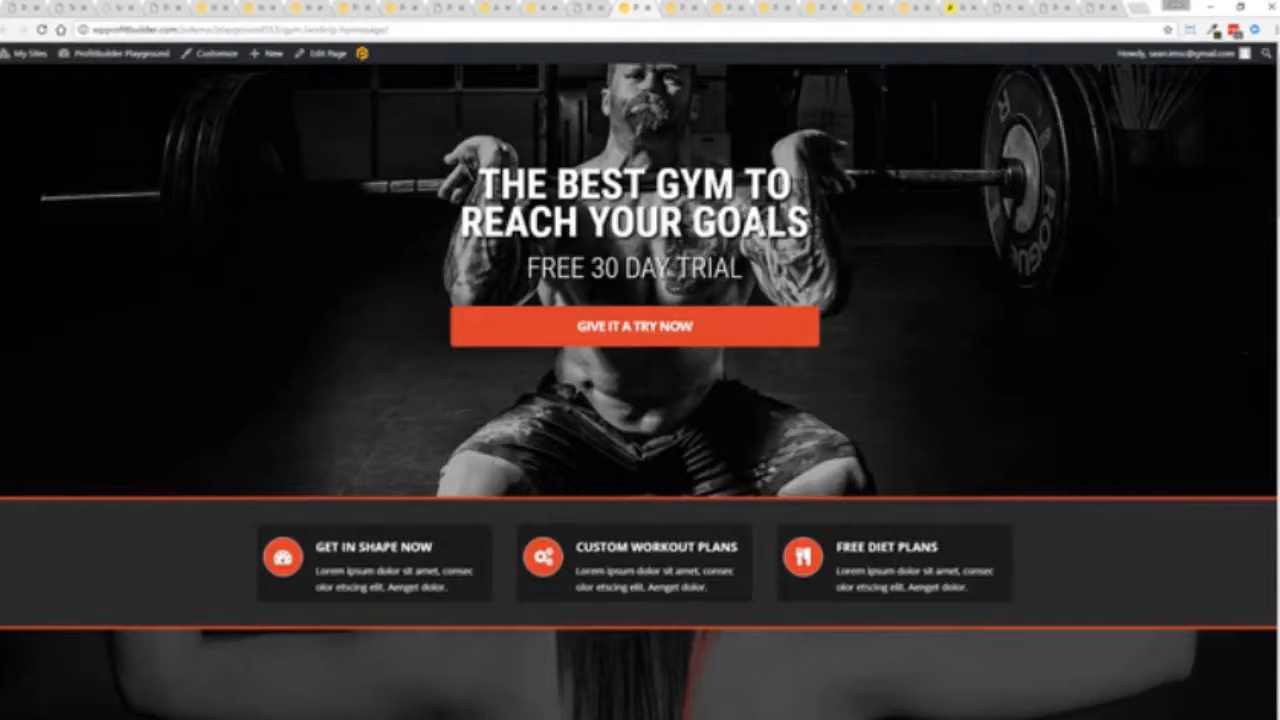 My Sites ProfitBuilder Playground Customize New Edit Page
THE BEST GYM TO
REACH YOUR GOALS
FREE 30 DAY TRIAL
GIVE IT A TRY NOW
GET IN SHAPE NOW
Lorem ipsum dolor sit amet, consec
olor etscing elit. Aenget dolor.
CUSTOM WORKOUT PLANS
Lorem ipsum dolor sit amet, consec
olor etscing elit. Aenget dolor.
FREE DIET PLANS
Lorem ipsum dolor sit amet, consec
olor etscing elit. Aenget dolor.